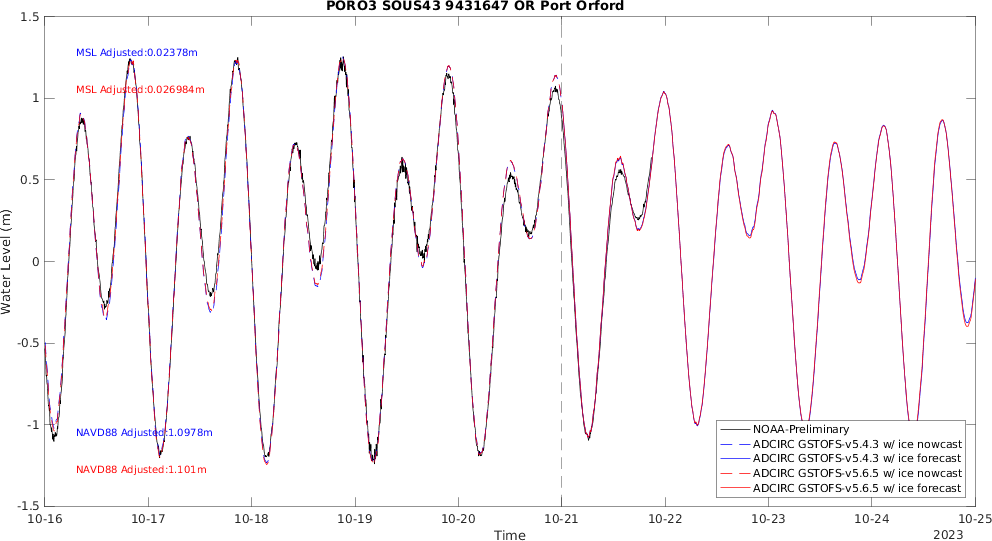 PORO3 SOUS43 9431647 OR Port Orford
1.5
1
0.5
0
-0.5
-1
-1.5
Water Level (m)
MSL Adjusted:0.02378m
MSL Adjusted:0.026984m
NAVD88 Adjusted:1.0978m
NAVD88 Adjusted:1.101m
NOAA-Preliminary
ADCIRC GSTOFS-v5.4.3 w/ ice nowcast
ADCIRC GSTOFS-v5.4.3 w/ ice forecast
ADCIRC GSTOFS-v5.6.5 w/ ice nowcast
ADCIRC GSTOFS-v5.6.5 w/ ice forecast
10-16 10-17 10-18 10-19 10-20 10-21 10-22 10-23 10-24 10-25
Time
2023